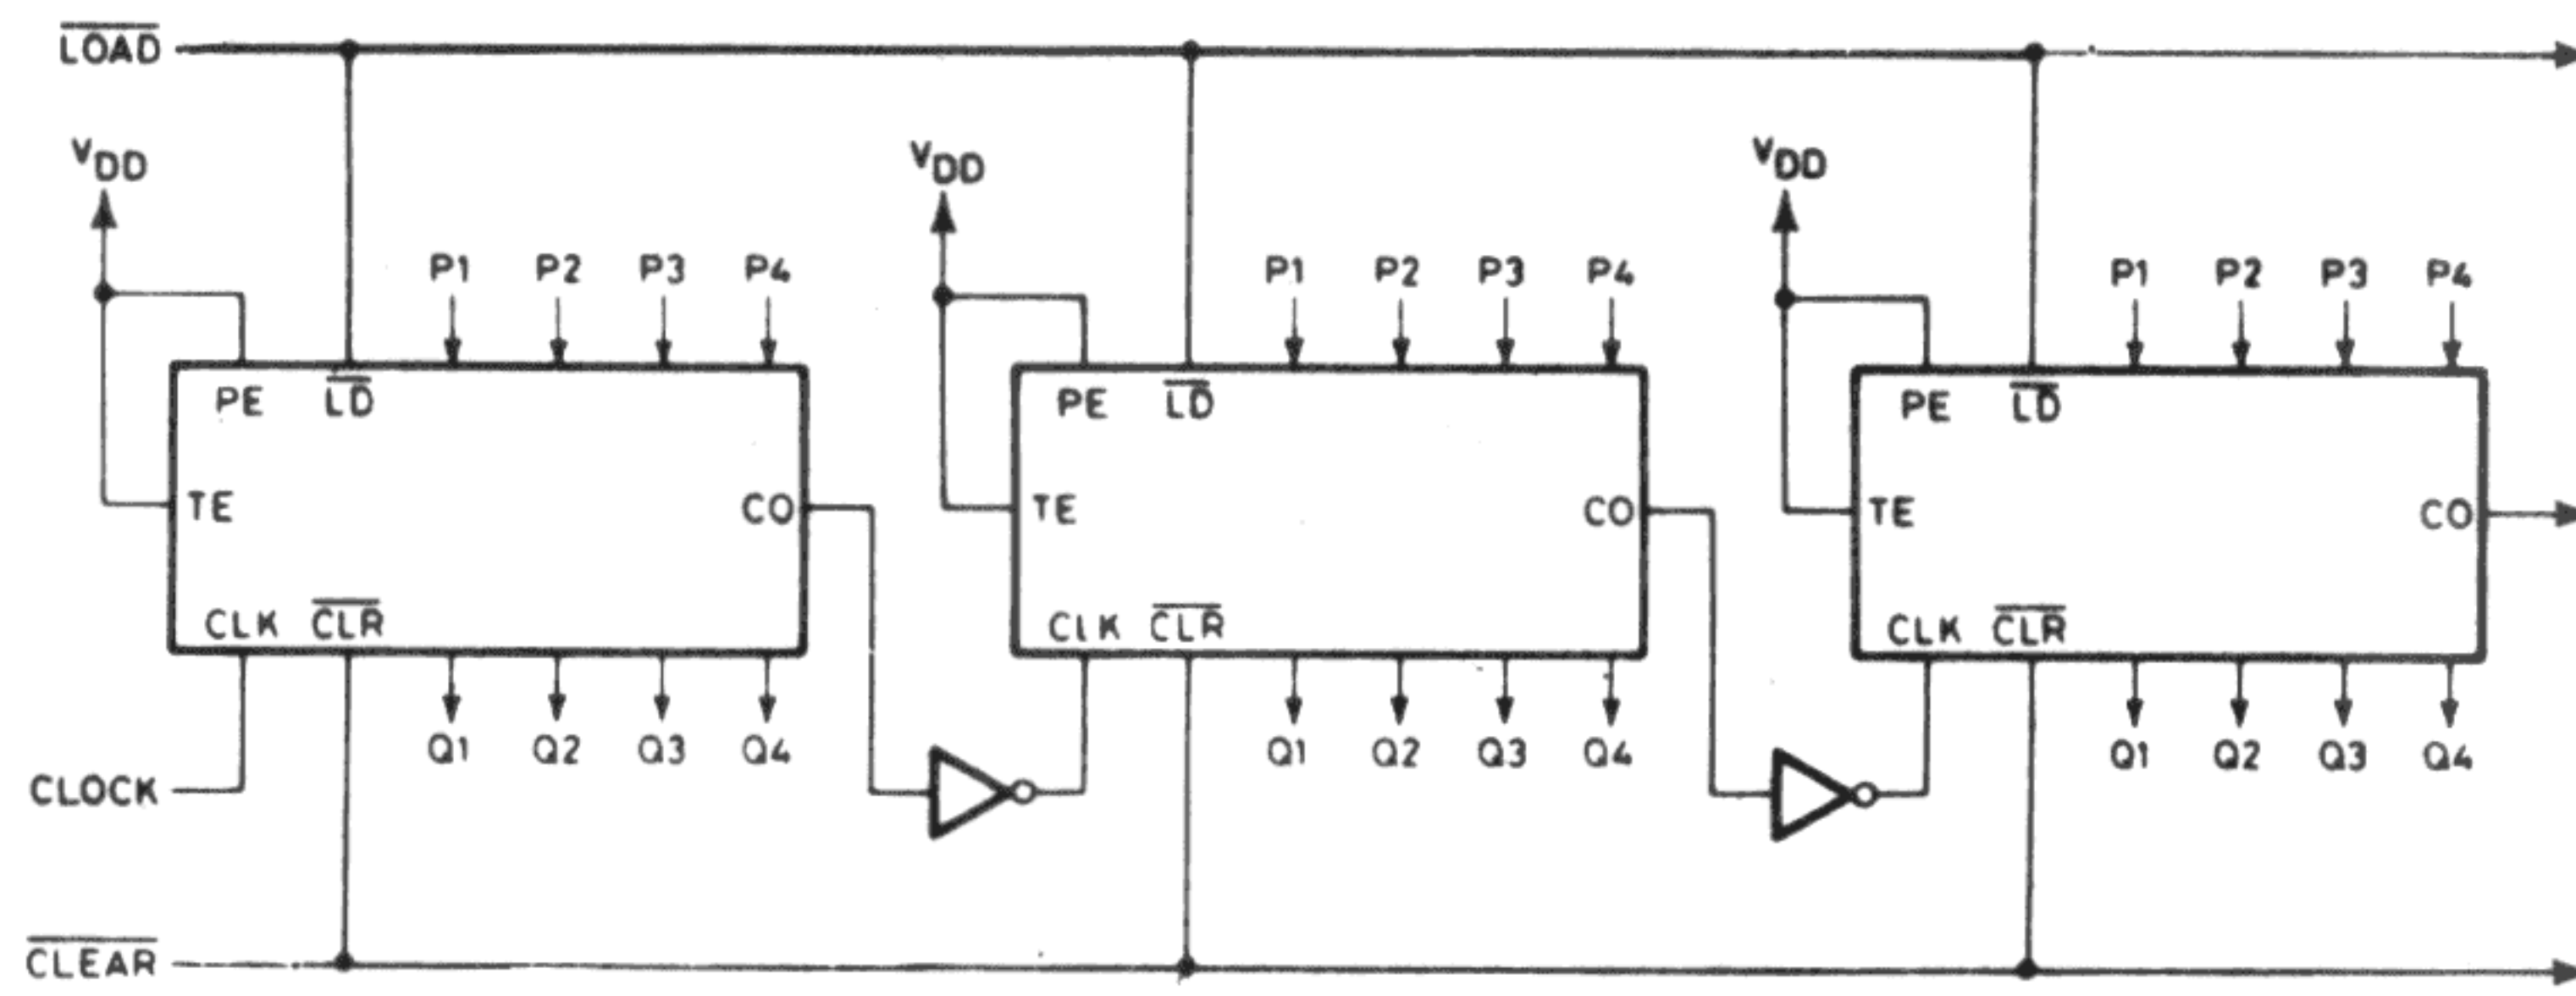 LOAD
VDD VDD VDD
P1 P2 P3 P4 P1 P2 P3 P4 P1 P2 P3 P4
PE LD PE LD PE LD
TE CO TE CO TE CO
CLK CLR CLK CLR CLK CLR
Q1 Q2 Q3 Q4 Q1 Q2 Q3 Q4 Q1 Q2 Q3 Q4
CLOCK
CLEAR